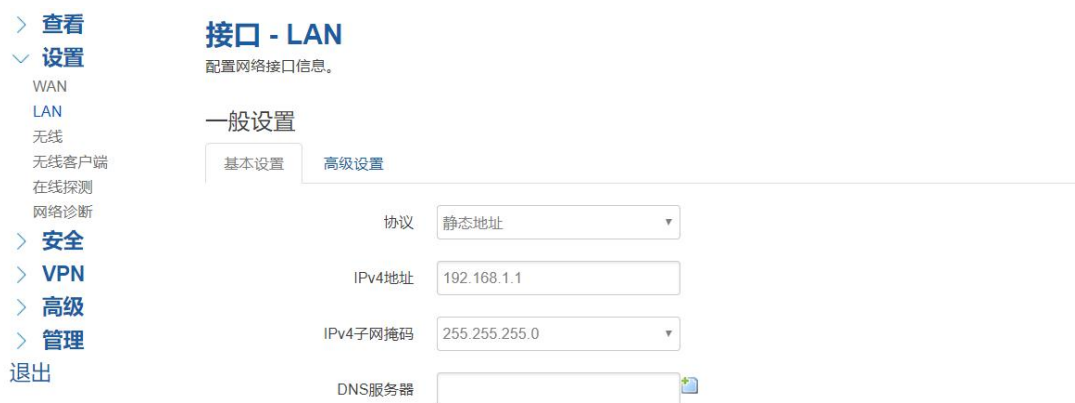 查看
设置
WAN
LAN
无线
无线客户端
在线探测
网络诊断
安全
VPN
高级
管理
退出
接口 - LAN
配置网络接口信息。
一般设置
基本设置 高级设置
协议 静态地址
IPv4地址 192.168.1.1
IPv4子网掩码 255.255.255.0
DNS服务器